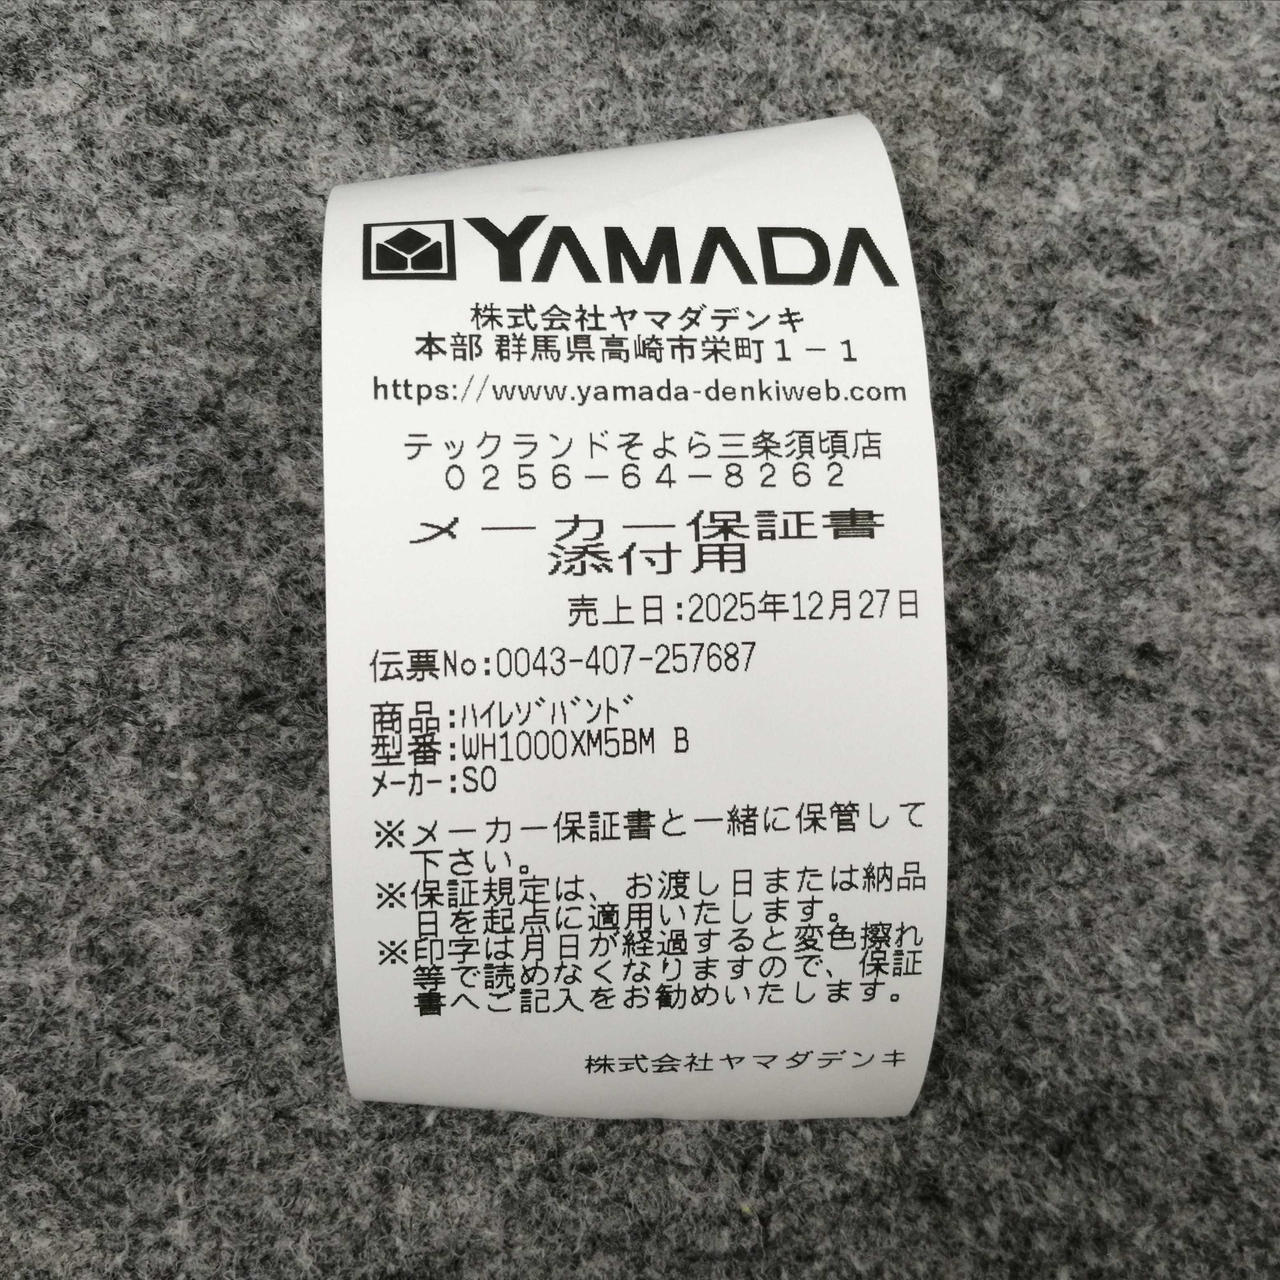 YAMADA
株式会社ヤマダデンキ
本部 群馬県高崎市栄町１－１
https://www.yamada-denkiweb.com
テックランドそよら三条須頃店
０２５６－６４－８２６２
メーカー保証書
添付用
売上日:2025年12月27日
伝票No:0043-407-257687
商品:ﾊｲﾚｿﾞﾊﾞﾝﾄﾞ
型番:WH1000XM5BM B
ﾒｰｶｰ:SO
※メーカー保証書と一緒に保管して
下さい。
※保証規定は、お渡し日または納品
日を起点に適用いたします。
※印字は月日が経過すると変色擦れ
等で読めなくなりますので、保証
書へご記入をお勧めいたします。
株式会社ヤマダデンキ